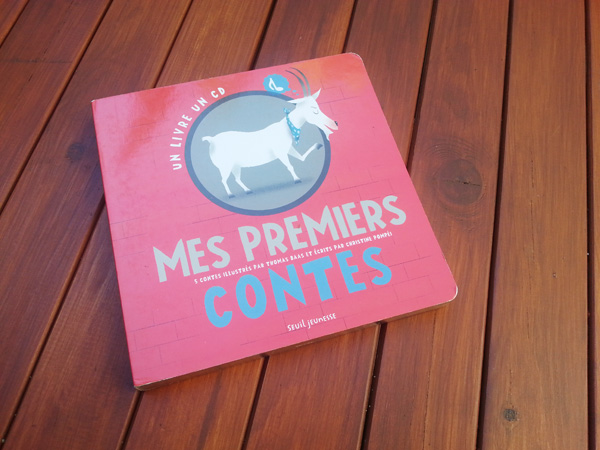 UN LIVRE UN CD
MES PREMIERS
5 CONTES ILLUSTRÉS PAR THOMAS BAAS ET ÉCRITS PAR CHRISTINE POMPÉÏ
CONTES
SEUIL JEUNESSE